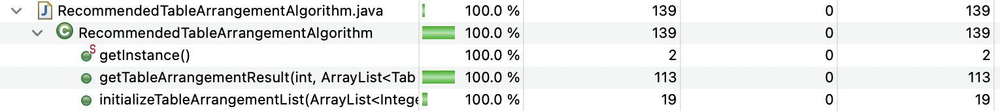 RecommendedTableArrangementAlgorithm.java 100.0 % 139 0 139
RecommendedTableArrangementAlgorithm 100.0 % 139 0 139
getInstance() 100.0 % 2 0 2
getTableArrangementResult(int, ArrayList<Tab 100.0 % 113 0 113
initializeTableArrangementList(ArrayList<Intege 100.0 % 19 0 19